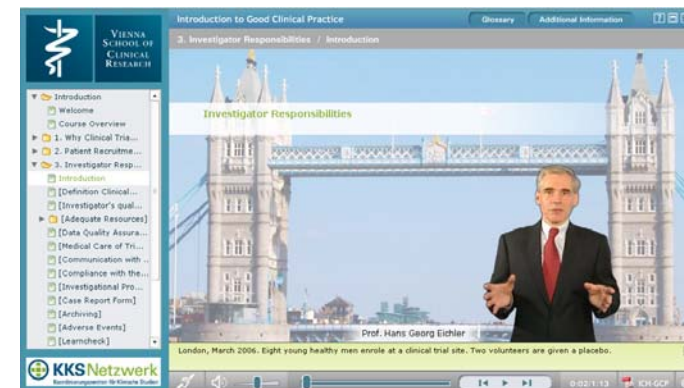 VIENNA
SCHOOL OF
CLINICAL
RESEARCH
Introduction to Good Clinical Practice
Glossary
Additional Information
3. Investigator Responsibilities / Introduction
Introduction
Welcome
Course Overview
1. Why Clinical Tria...
2. Patient Recruitme...
3. Investigator Resp...
Introduction
[Definition Clinical...
[Investigator's qual...
[Adequate Resources]
[Data Quality Assura...
[Medical Care of Tri...
[Communication with ...
[Compliance with the...
[Investigational Pro...
[Case Report Form]
[Archiving]
[Adverse Events]
[Learncheck]
Investigator Responsibilities
Prof. Hans Georg Eichler
London, March 2006. Eight young healthy men enrole at a clinical trial site. Two volunteers are given a placebo.
KKSNetzwerk
Koordinierungszentren für Klinische Studien
0:02/1:13
ICH-GCP